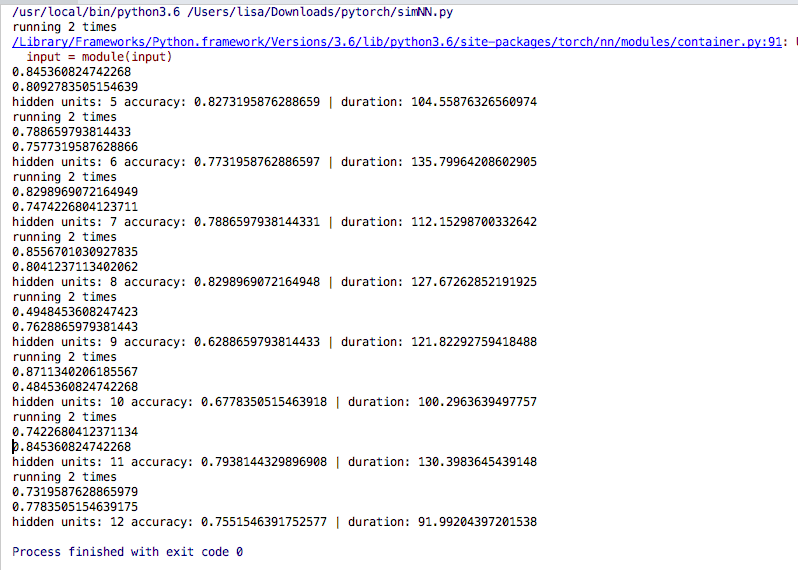 /usr/local/bin/python3.6 /Users/lisa/Downloads/pytorch/simNN.py
running 2 times
/Library/Frameworks/Python.framework/Versions/3.6/lib/python3.6/site-packages/torch/nn/modules/container.py:91:
  input = module(input)
0.845360824742268
0.8092783505154639
hidden units: 5 accuracy: 0.8273195876288659 | duration: 104.55876326560974
running 2 times
0.788659793814433
0.7577319587628866
hidden units: 6 accuracy: 0.7731958762886597 | duration: 135.79964208602905
running 2 times
0.8298969072164949
0.7474226804123711
hidden units: 7 accuracy: 0.7886597938144331 | duration: 112.15298700332642
running 2 times
0.8556701030927835
0.8041237113402062
hidden units: 8 accuracy: 0.8298969072164948 | duration: 127.67262852191925
running 2 times
0.4948453608247423
0.7628865979381443
hidden units: 9 accuracy: 0.6288659793814433 | duration: 121.82292759418488
running 2 times
0.8711340206185567
0.4845360824742268
hidden units: 10 accuracy: 0.6778350515463918 | duration: 100.2963639497757
running 2 times
0.7422680412371134
0.845360824742268
hidden units: 11 accuracy: 0.7938144329896908 | duration: 130.3983645439148
running 2 times
0.7319587628865979
0.7783505154639175
hidden units: 12 accuracy: 0.7551546391752577 | duration: 91.99204397201538
Process finished with exit code 0